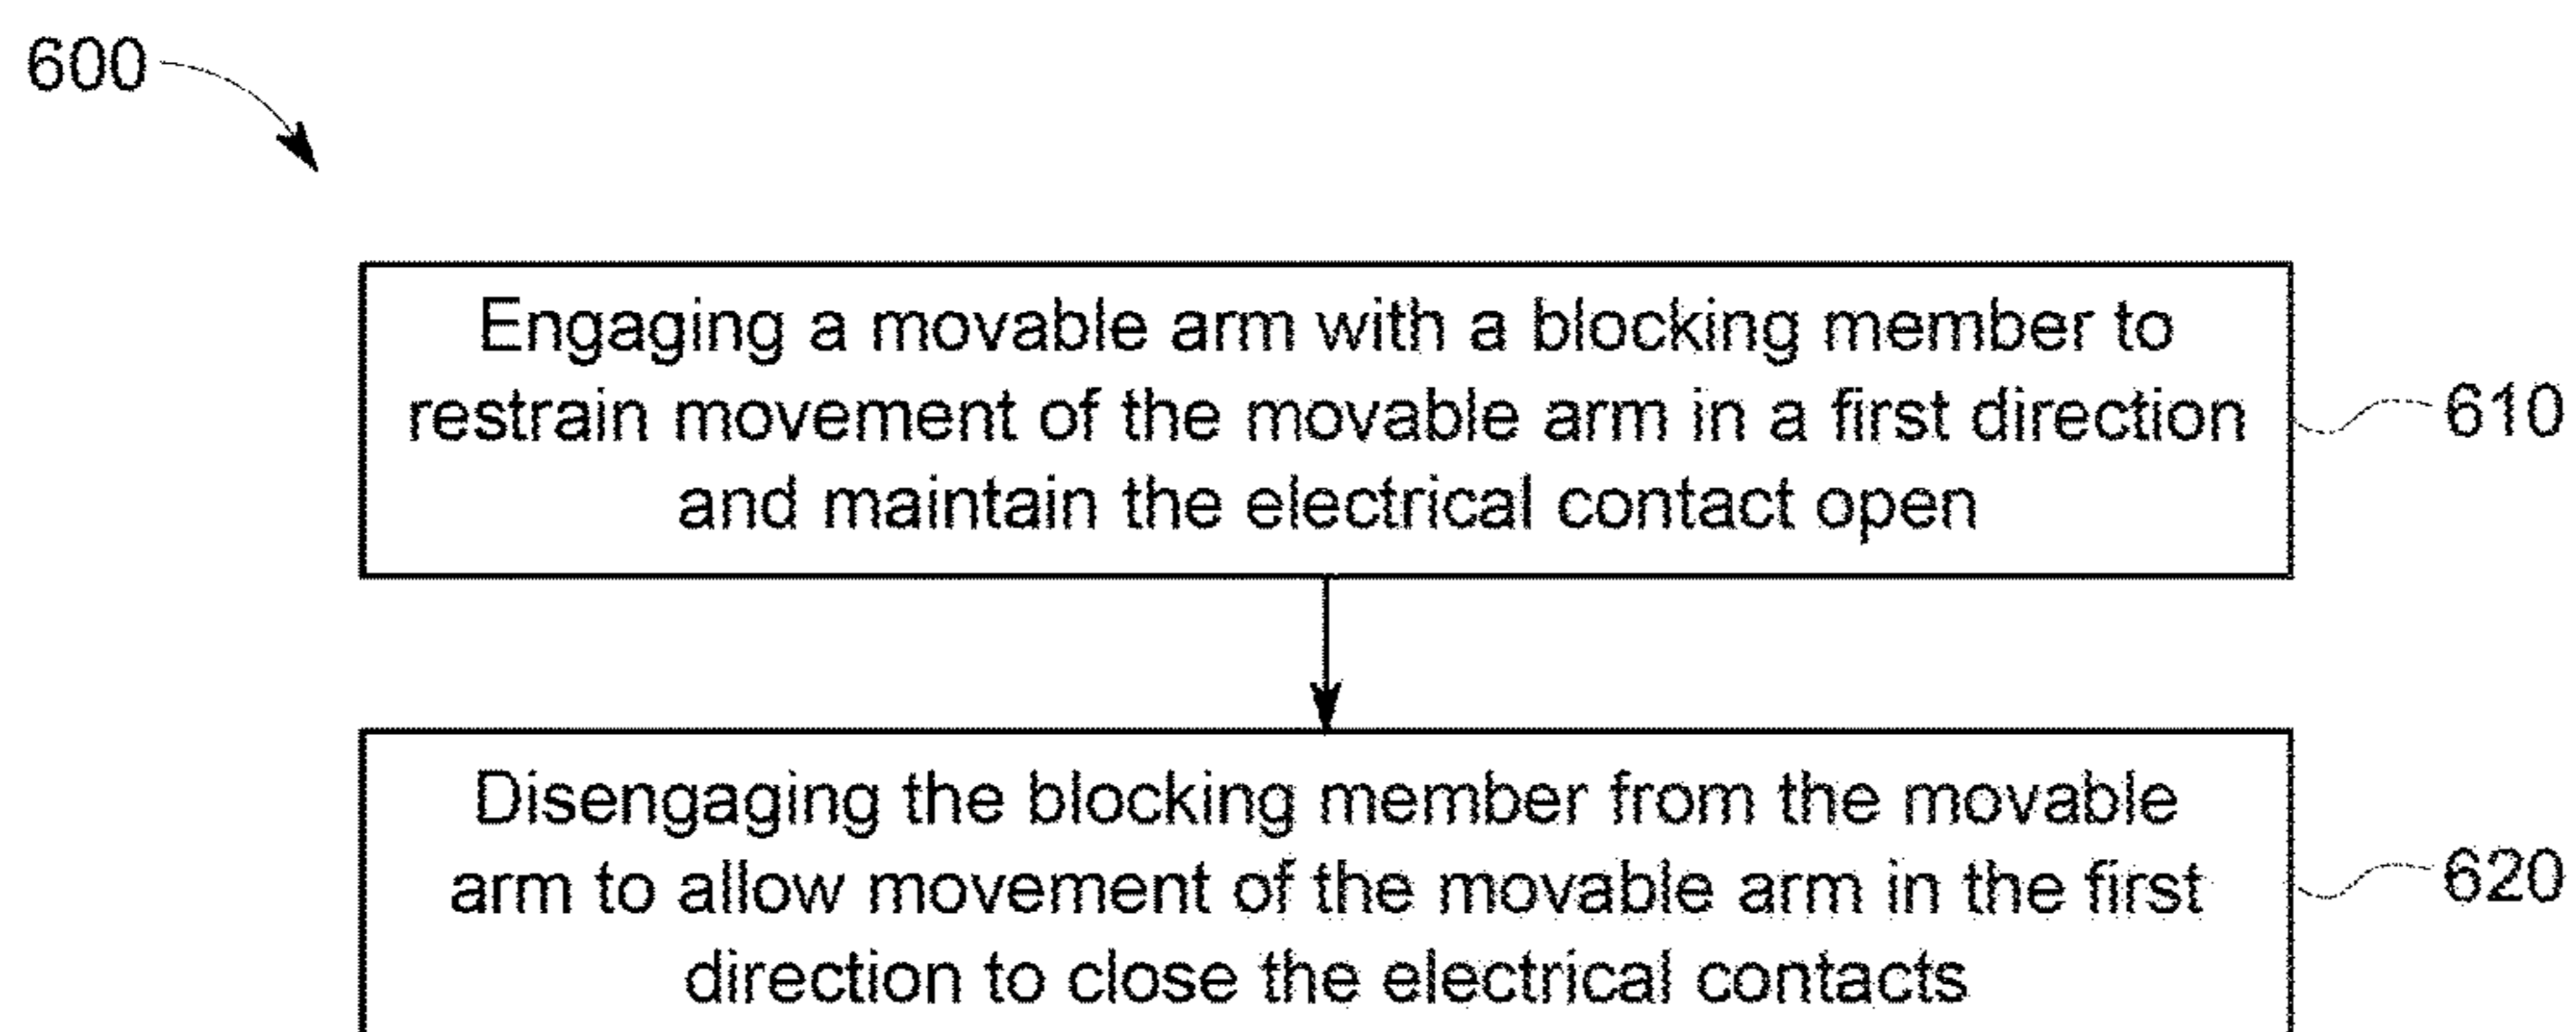 600
Engaging a movable arm with a blocking member to
restrain movement of the movable arm in a first direction
and maintain the electrical contact open
610
Disengaging the blocking member from the movable
arm to allow movement of the movable arm in the first
direction to close the electrical contacts
620